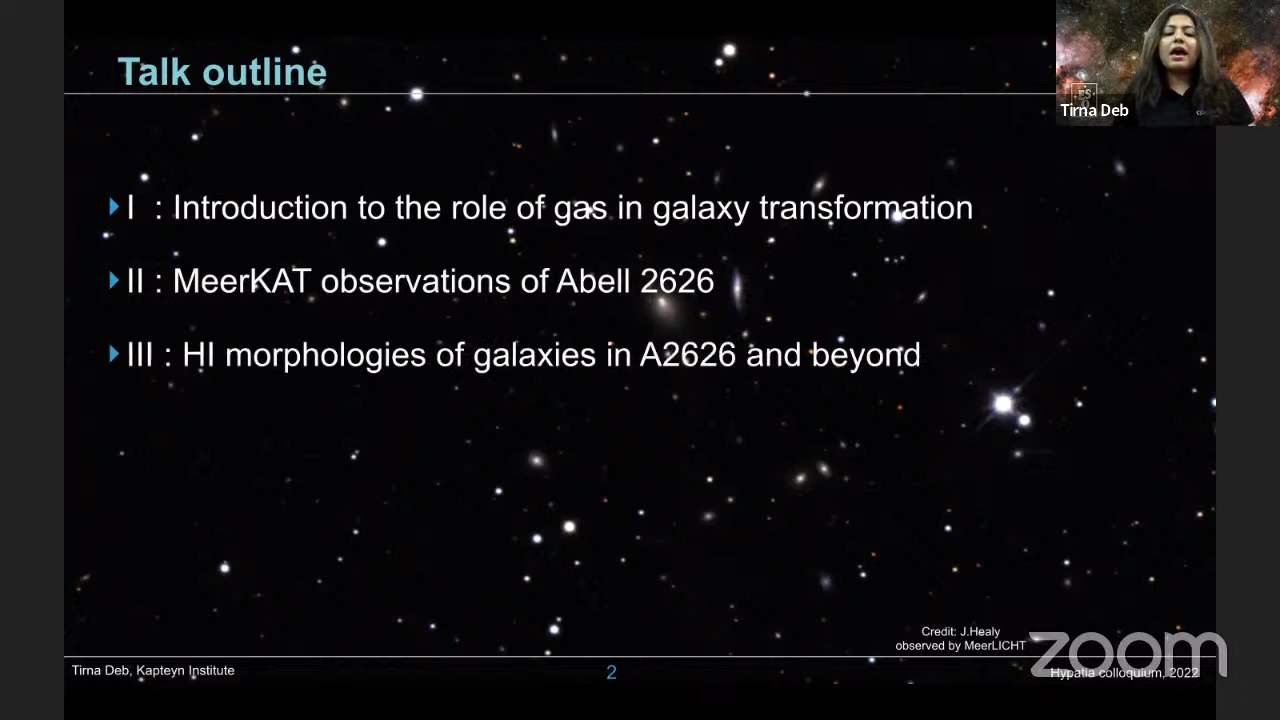 Talk outline
Tirna Deb
I : Introduction to the role of gas in galaxy transformation
II : MeerKAT observations of Abell 2626
III : HI morphologies of galaxies in A2626 and beyond
Credit: J.Healy
observed by MeerLICHT
zoom
Tirna Deb, Kapteyn Institute
2
Hypatia colloquium, 2022